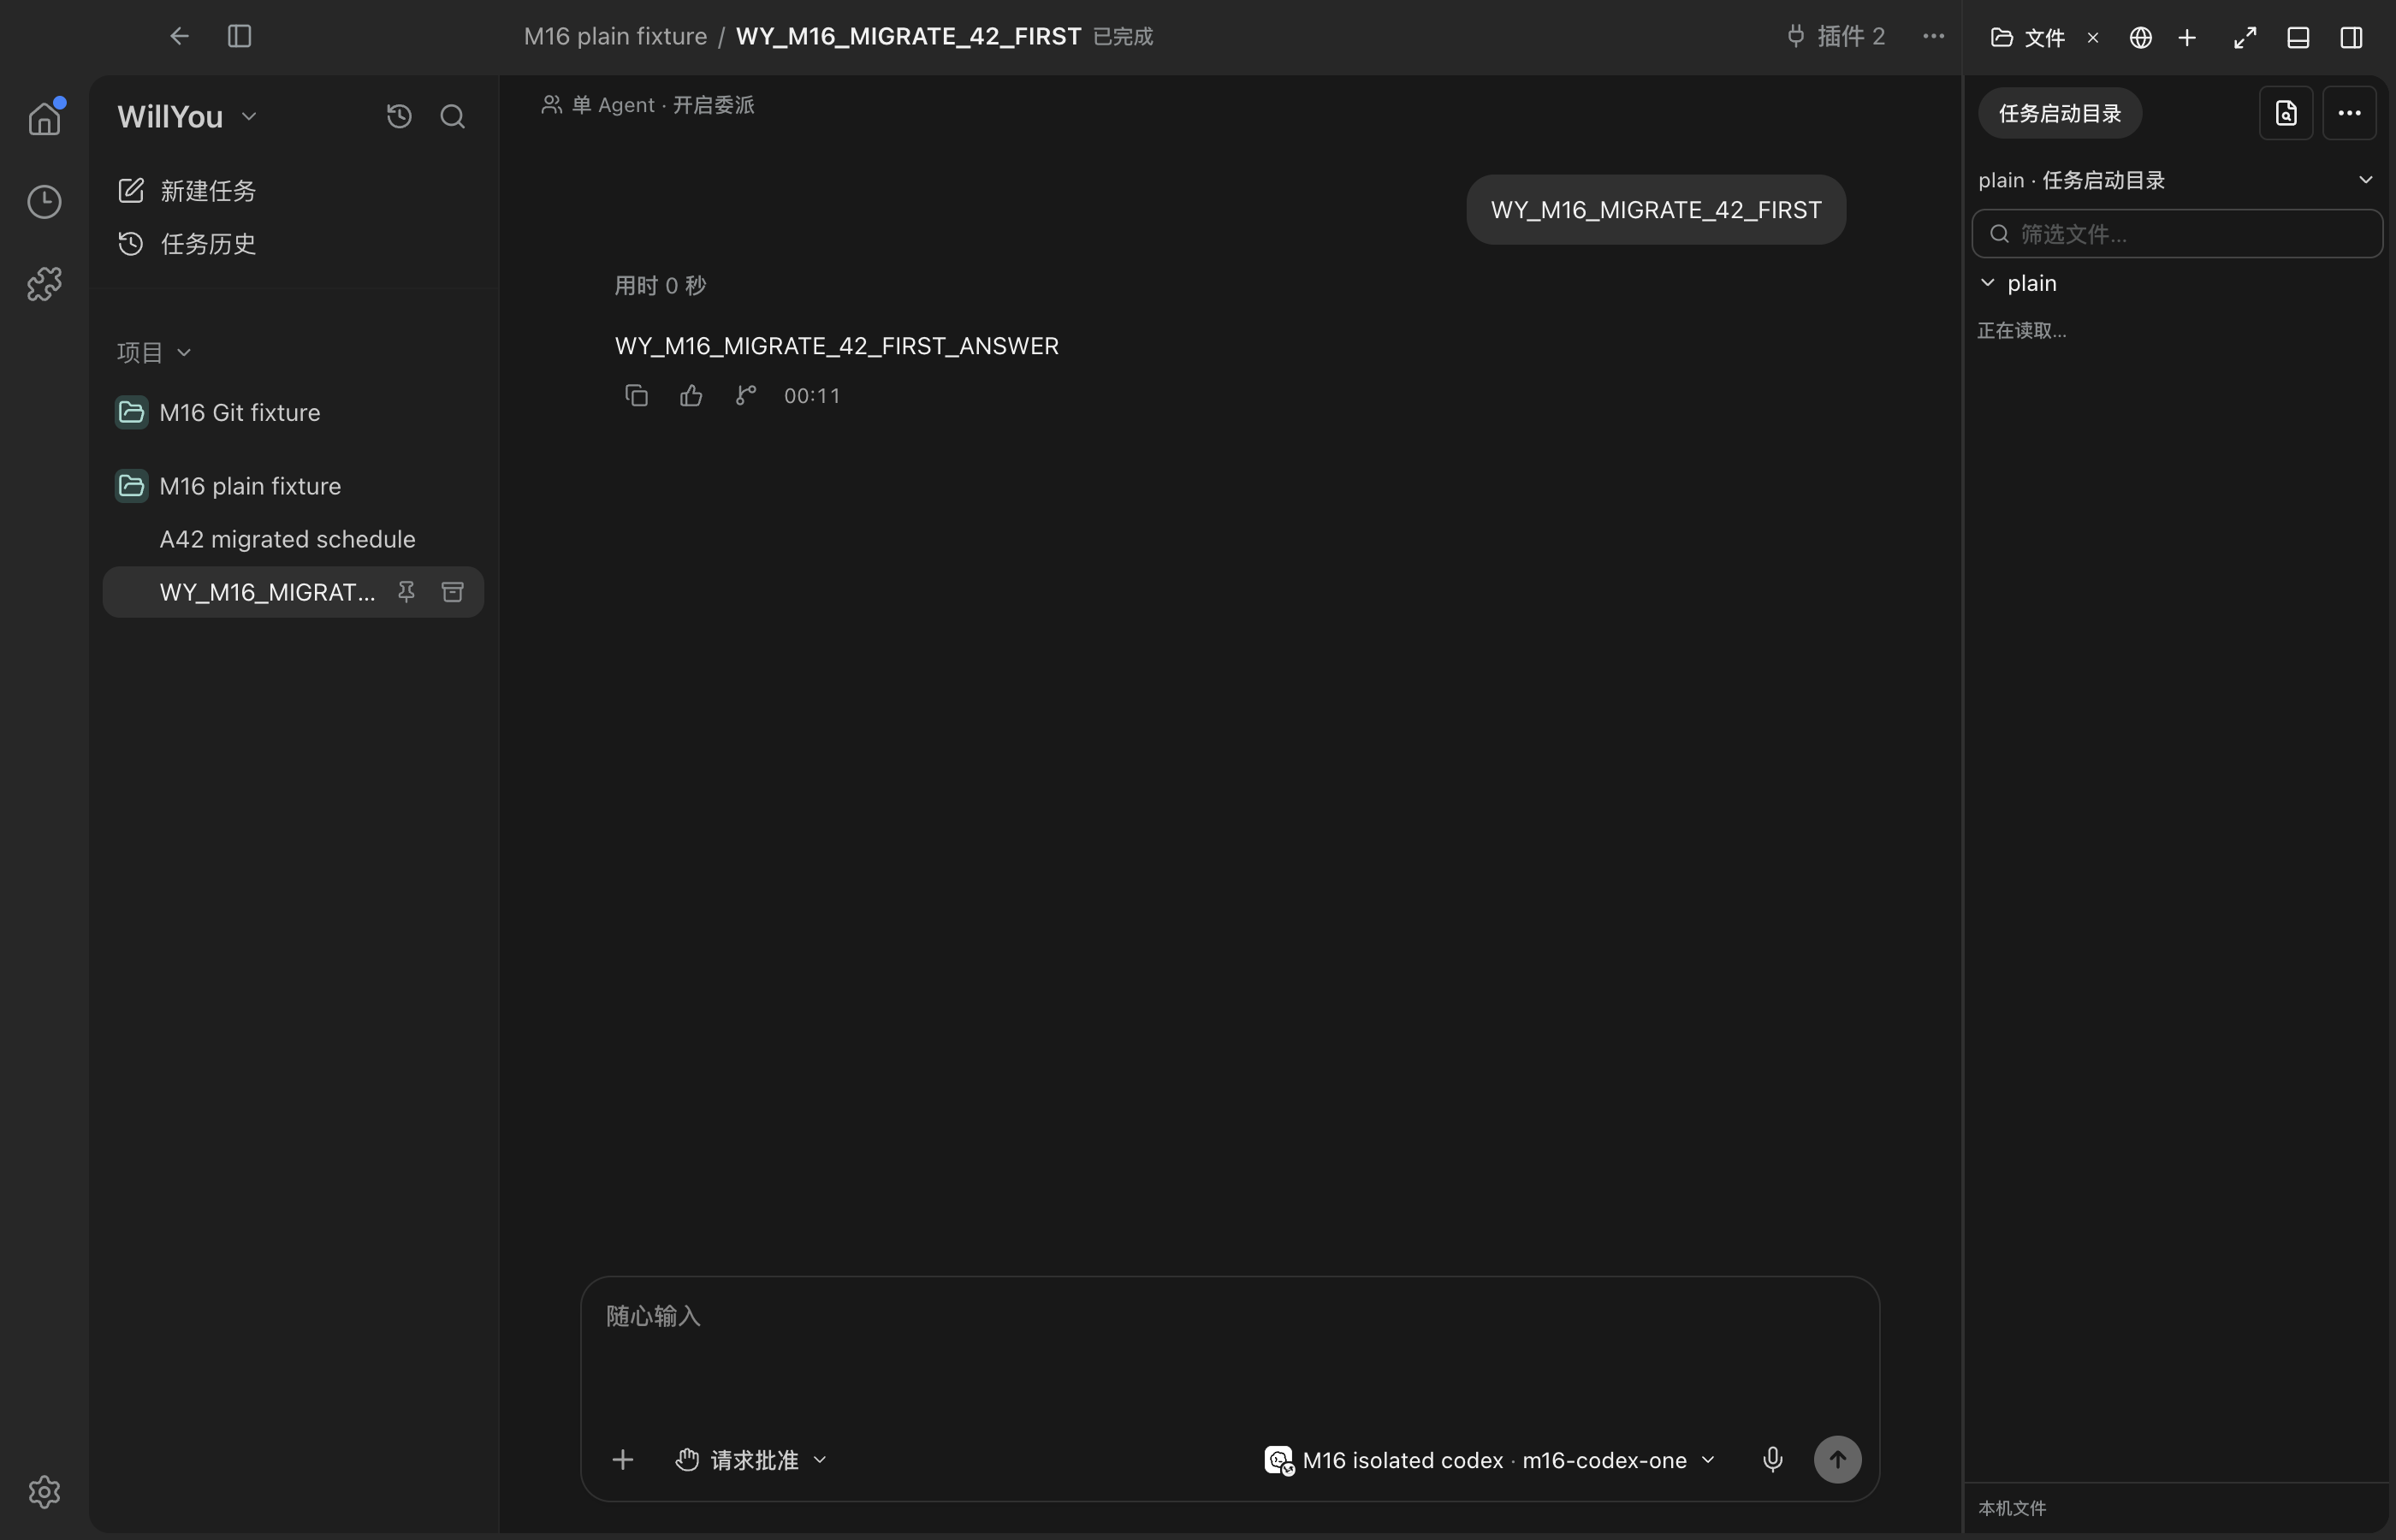 M16 plain fixture / WY_M16_MIGRATE_42_FIRST 已完成
插件 2
文件
WillYou
新建任务
任务历史
项目
M16 Git fixture
M16 plain fixture
A42 migrated schedule
WY_M16_MIGRAT...
单 Agent · 开启委派
WY_M16_MIGRATE_42_FIRST
用时 0 秒
WY_M16_MIGRATE_42_FIRST_ANSWER
00:11
随心输入
请求批准
M16 isolated codex · m16-codex-one
任务启动目录
plain · 任务启动目录
筛选文件...
plain
正在读取...
本机文件